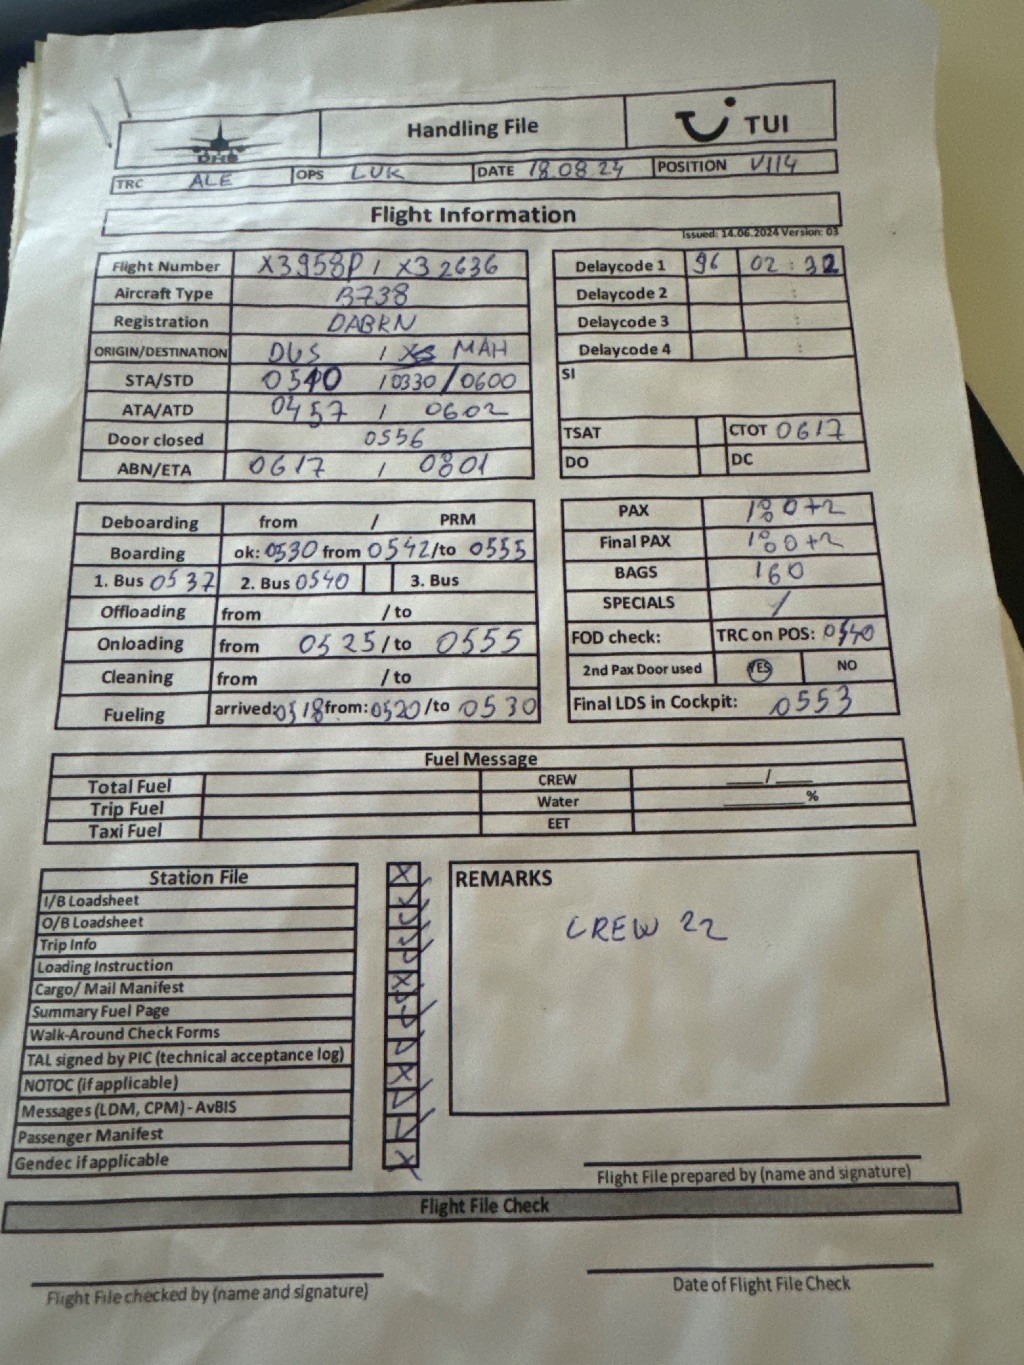 DHS Handling File TUI
TRC ALE OPS LUK DATE 18.08.24 POSITION V114
Flight Information
Issued: 14.06.2024 Version: 03
Flight Number X3958P / X3 2636
Aircraft Type B738
Registration DABKN
ORIGIN/DESTINATION DUS / MAH
STA/STD 0540 / 0330 / 0600
ATA/ATD 0457 / 0602
Door closed 0556
ABN/ETA 0617 / 0801
Delaycode 1 96 02 : 32
Delaycode 2 :
Delaycode 3 :
Delaycode 4 :
SI
TSAT CTOT 0617
DO DC
Deboarding from / PRM
Boarding ok: 0530 from 0542 /to 0555
1. Bus 0537 2. Bus 0540 3. Bus
Offloading from / to
Onloading from 0525 / to 0555
Cleaning from / to
Fueling arrived: 0518 from: 0520 /to 0530
PAX 180+2
Final PAX 180+2
BAGS 160
SPECIALS /
FOD check: TRC on POS: 0440
2nd Pax Door used YES NO
Final LDS in Cockpit: 0553
Fuel Message
Total Fuel CREW ___/___
Trip Fuel Water ______%
Taxi Fuel EET
Station File X
I/B Loadsheet
O/B Loadsheet
Trip Info
Loading Instruction
Cargo/ Mail Manifest X
Summary Fuel Page
Walk-Around Check Forms
TAL signed by PIC (technical acceptance log)
NOTOC (if applicable) X
Messages (LDM, CPM) - AvBIS
Passenger Manifest
Gendec if applicable X
REMARKS
CREW 22
Flight File prepared by (name and signature)
Flight File Check
Flight File checked by (name and signature)
Date of Flight File Check